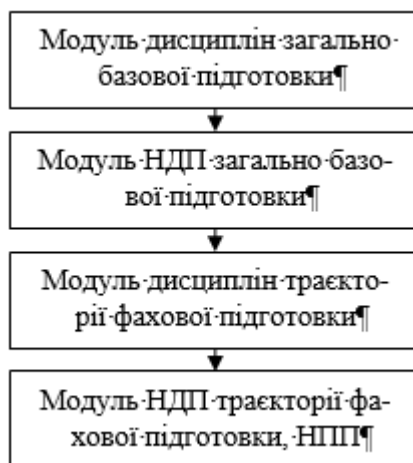 Модуль·дисциплін·загально-
базової·підготовки¶
Модуль·НДП·загально·базо-
вої·підготовки¶
Модуль·дисциплін·траєкто-
рії·фахової·підготовки¶
Модуль·НДП·траєкторії·фа-
хової·підготовки,·НПП¶